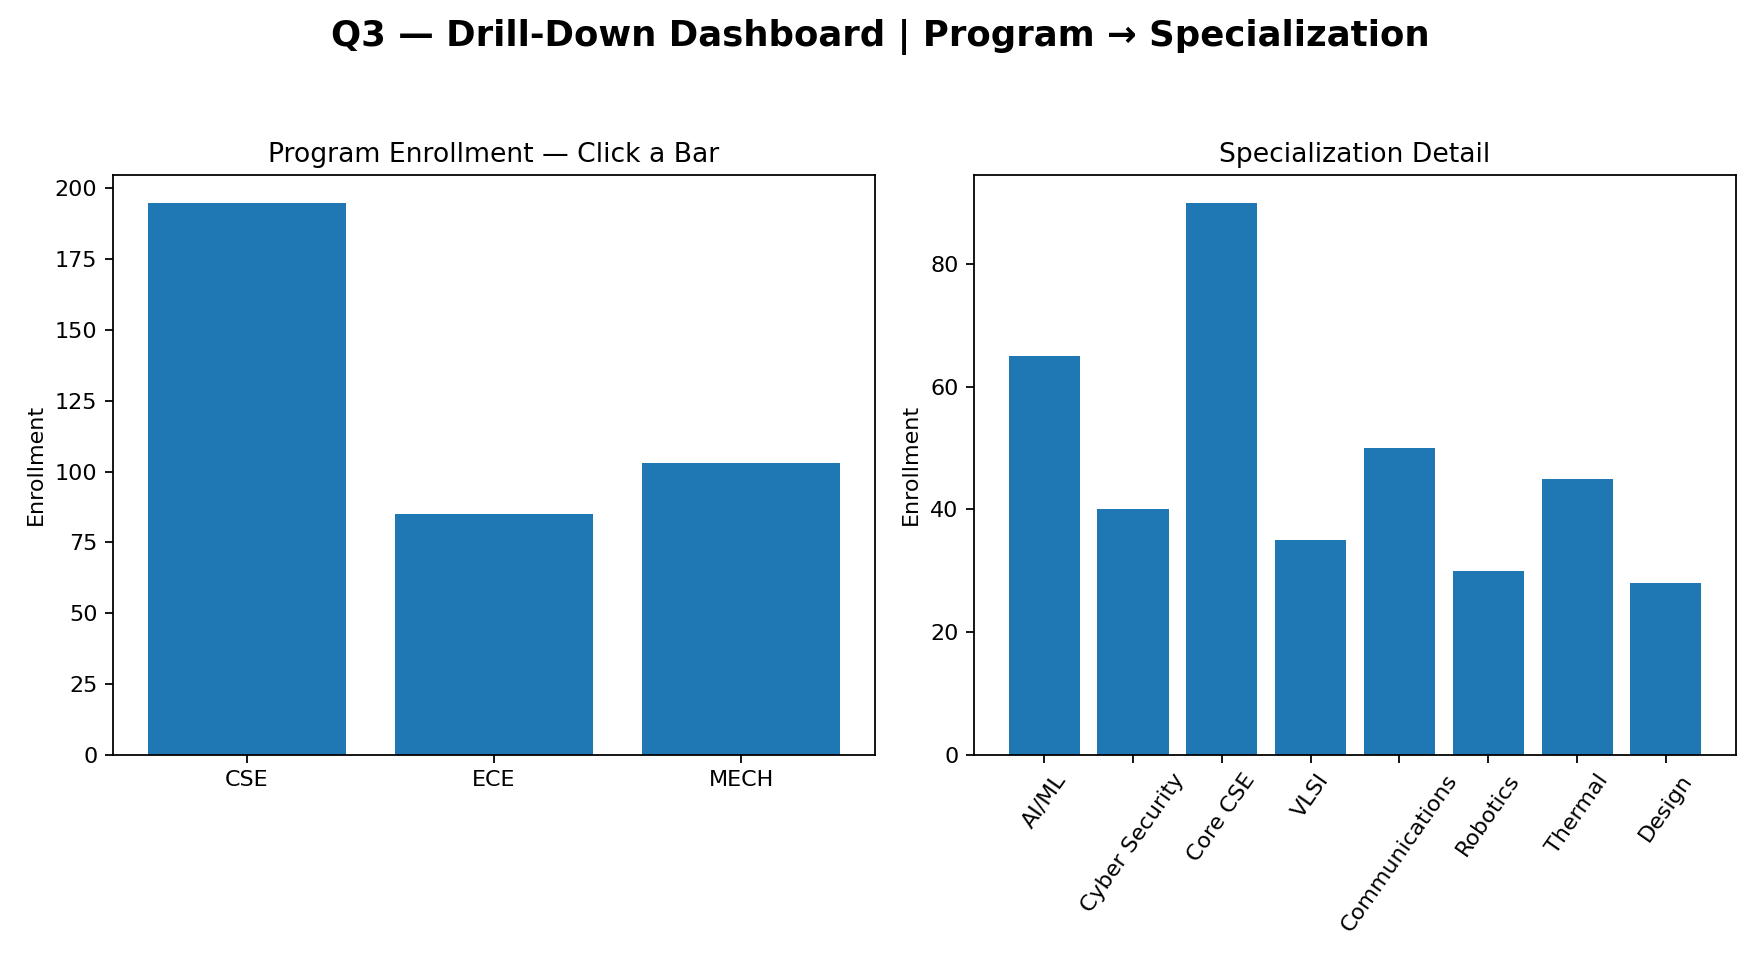 Q3 — Drill-Down Dashboard | Program → Specialization
Program Enrollment — Click a Bar
Enrollment
200
175
150
125
100
75
50
25
0
CSE
ECE
MECH
Specialization Detail
Enrollment
80
60
40
20
0
AI/ML
Cyber Security
Core CSE
VLSI
Communications
Robotics
Thermal
Design